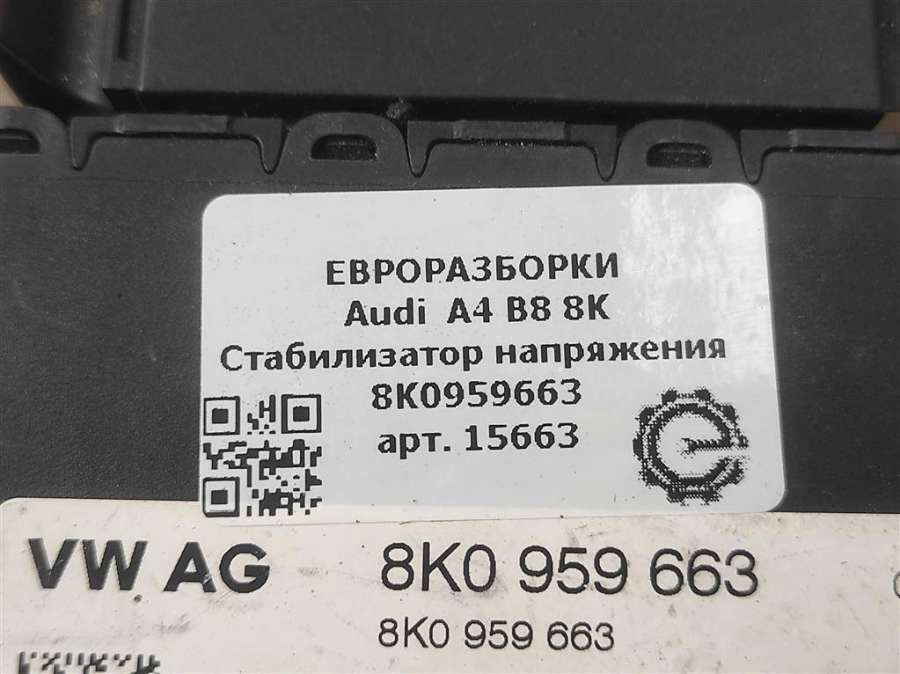 ЕВРОРАЗБОРКИ
Audi A4 B8 8K
Стабилизатор напряжения
8K0959663
арт. 15663
VW AG 8K0 959 663
8K0 959 663